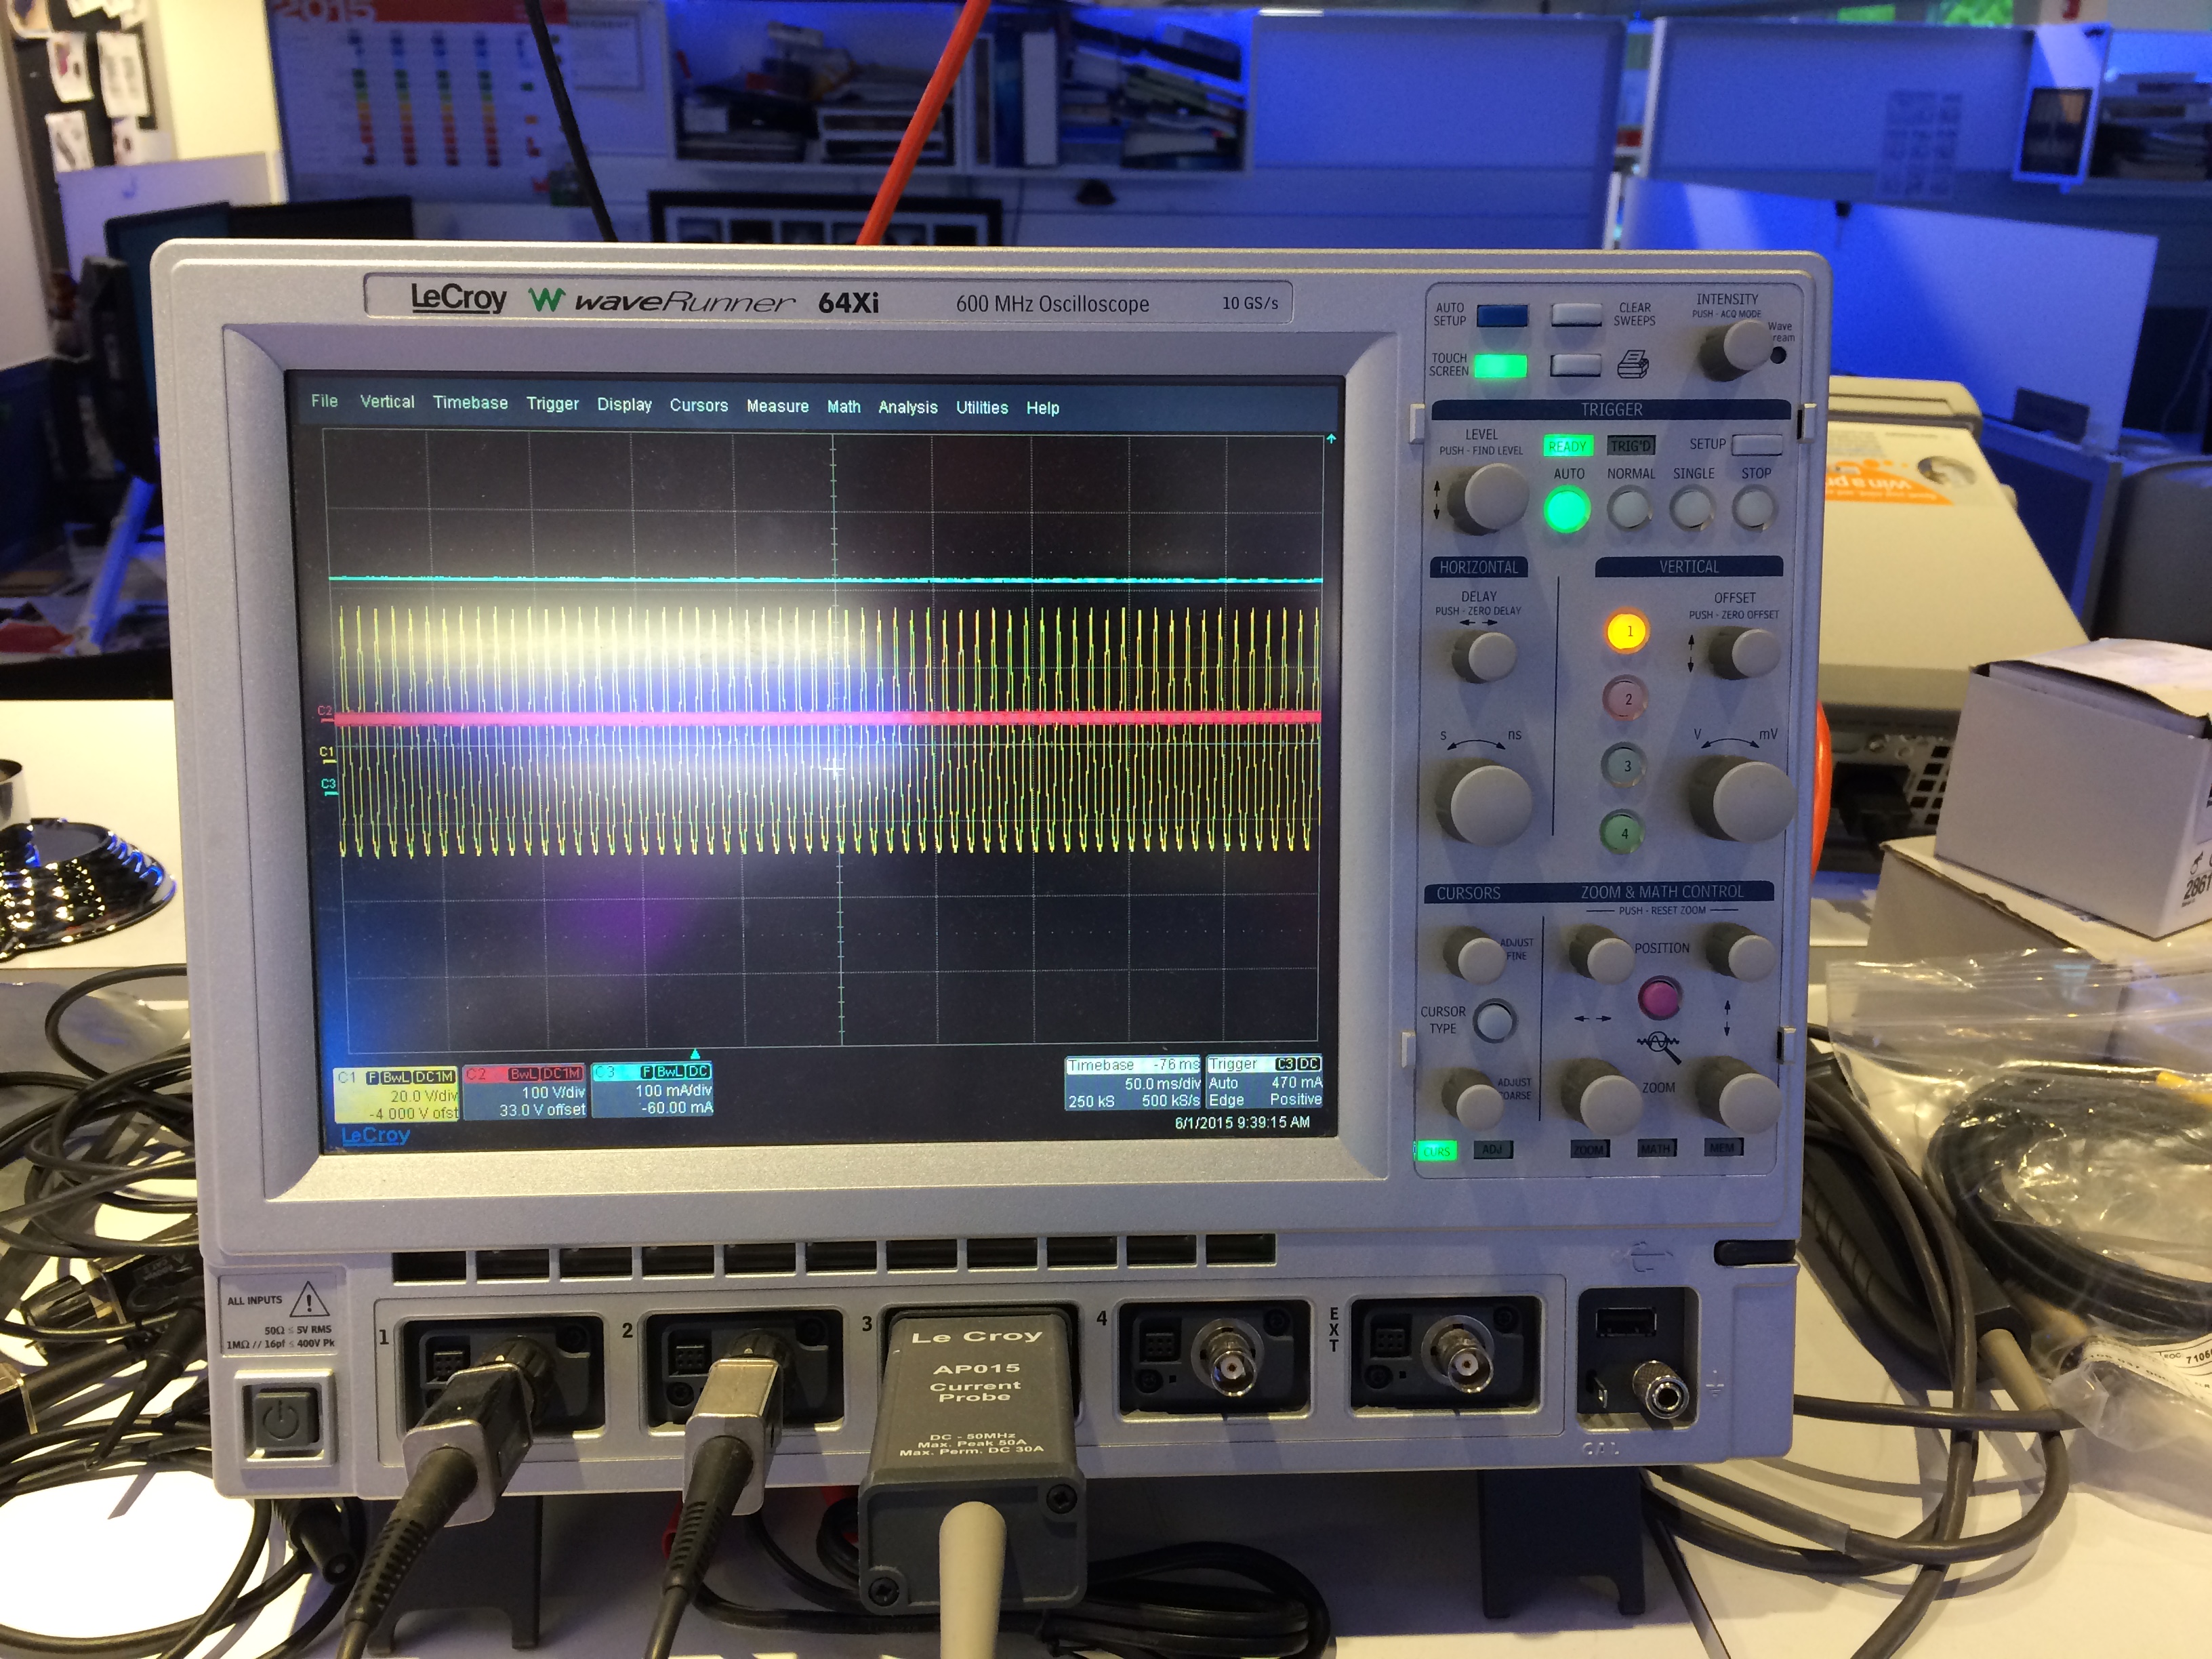 2015
LeCroy waveRunner 64Xi 600 MHz Oscilloscope 10 GS/s
File Vertical Timebase Trigger Display Cursors Measure Math Analysis Utilities Help
C2
C1
C3
C1 F BwL DC1M
20.0 V/div
-4.000 V ofst
C2 BwL DC1M
100 V/div
33.0 V offset
C3 F BwL DC
100 mA/div
-60.00 mA
Timebase -76 ms
50.0 ms/div
250 kS 500 kS/s
Trigger C3 DC
Auto 470 mA
Edge Positive
LeCroy
6/1/2015 9:39:15 AM
AUTO SETUP
CLEAR SWEEPS
INTENSITY
PUSH - ACQ MODE
Wave
TOUCH SCREEN
TRIGGER
LEVEL
PUSH - FIND LEVEL
READY
TRIG'D
SETUP
AUTO NORMAL SINGLE STOP
HORIZONTAL
VERTICAL
DELAY
PUSH - ZERO DELAY
OFFSET
PUSH - ZERO OFFSET
1
2
3
4
s ns
V mV
CURSORS
ZOOM & MATH CONTROL
PUSH - RESET ZOOM
ADJUST
FINE
POSITION
CURSOR TYPE
ADJUST
ZOOM
CURS ADJ ZOOM MATH MEM
ALL INPUTS
50Ω ≤ 5V RMS
1MΩ // 16pf ≤ 400V Pk
1
2
3
4
EXT
Le Croy
AP015
Current
Probe
DC - 50MHz
Max. Peak 50A
Max. Perm. DC 30A
CAL
2861